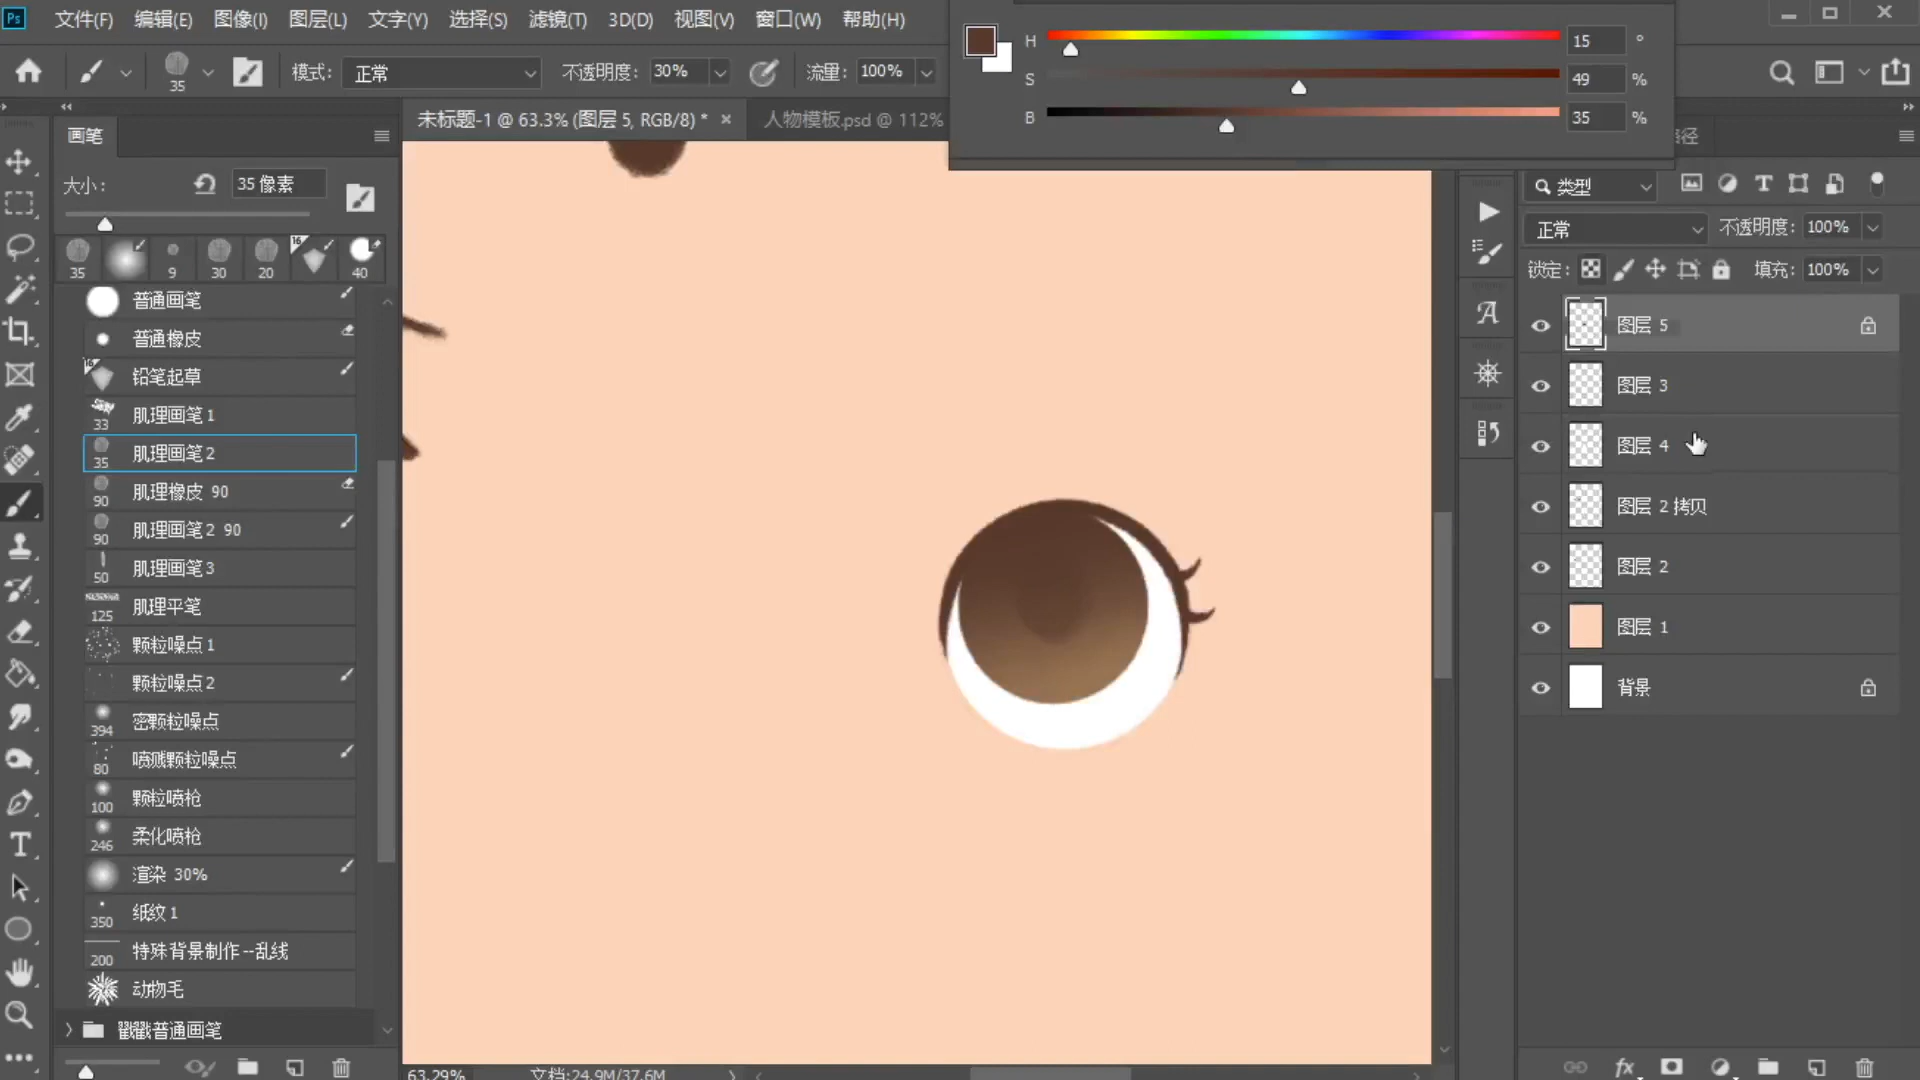 Ps 文件(F) 编辑(E) 图像(I) 图层(L) 文字(Y) 选择(S) 滤镜(T) 3D(D) 视图(V) 窗口(W) 帮助(H)
H 15 °
S 49 %
B 35 %
35 模式: 正常 不透明度: 30% 流量: 100%
未标题-1 @ 63.3% (图层 5, RGB/8) * ×
人物模板.psd @ 112%
画笔
大小: 35 像素
35 9 30 20 16 40
普通画笔
普通橡皮
铅笔起草
33 肌理画笔1
35 肌理画笔2
90 肌理橡皮 90
90 肌理画笔2 90
50 肌理画笔3
125 肌理平笔
颗粒噪点1
颗粒噪点2
394 密颗粒噪点
80 喷溅颗粒噪点
100 颗粒喷枪
246 柔化喷枪
渲染 30%
350 纸纹1
200 特殊背景制作--乱线
动物毛
戳戳普通画笔
63.29% 文档:24.9M/37.6M
类型
正常 不透明度: 100%
锁定: 填充: 100%
图层 5
图层 3
图层 4
图层 2 拷贝
图层 2
图层 1
背景
fx